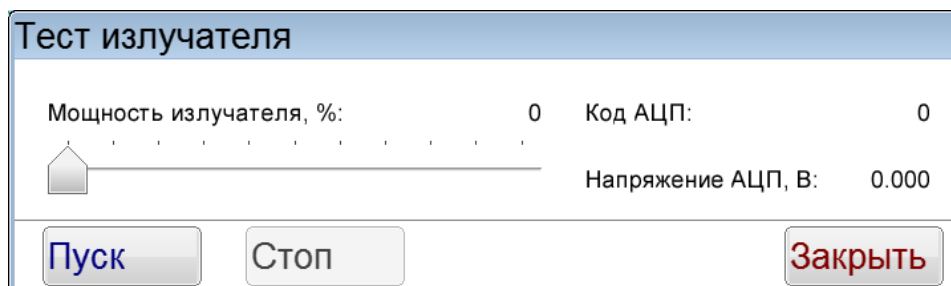 Тест излучателя
Мощность излучателя, %: 0 Код АЦП: 0
Напряжение АЦП, В: 0.000
Пуск Стоп Закрыть